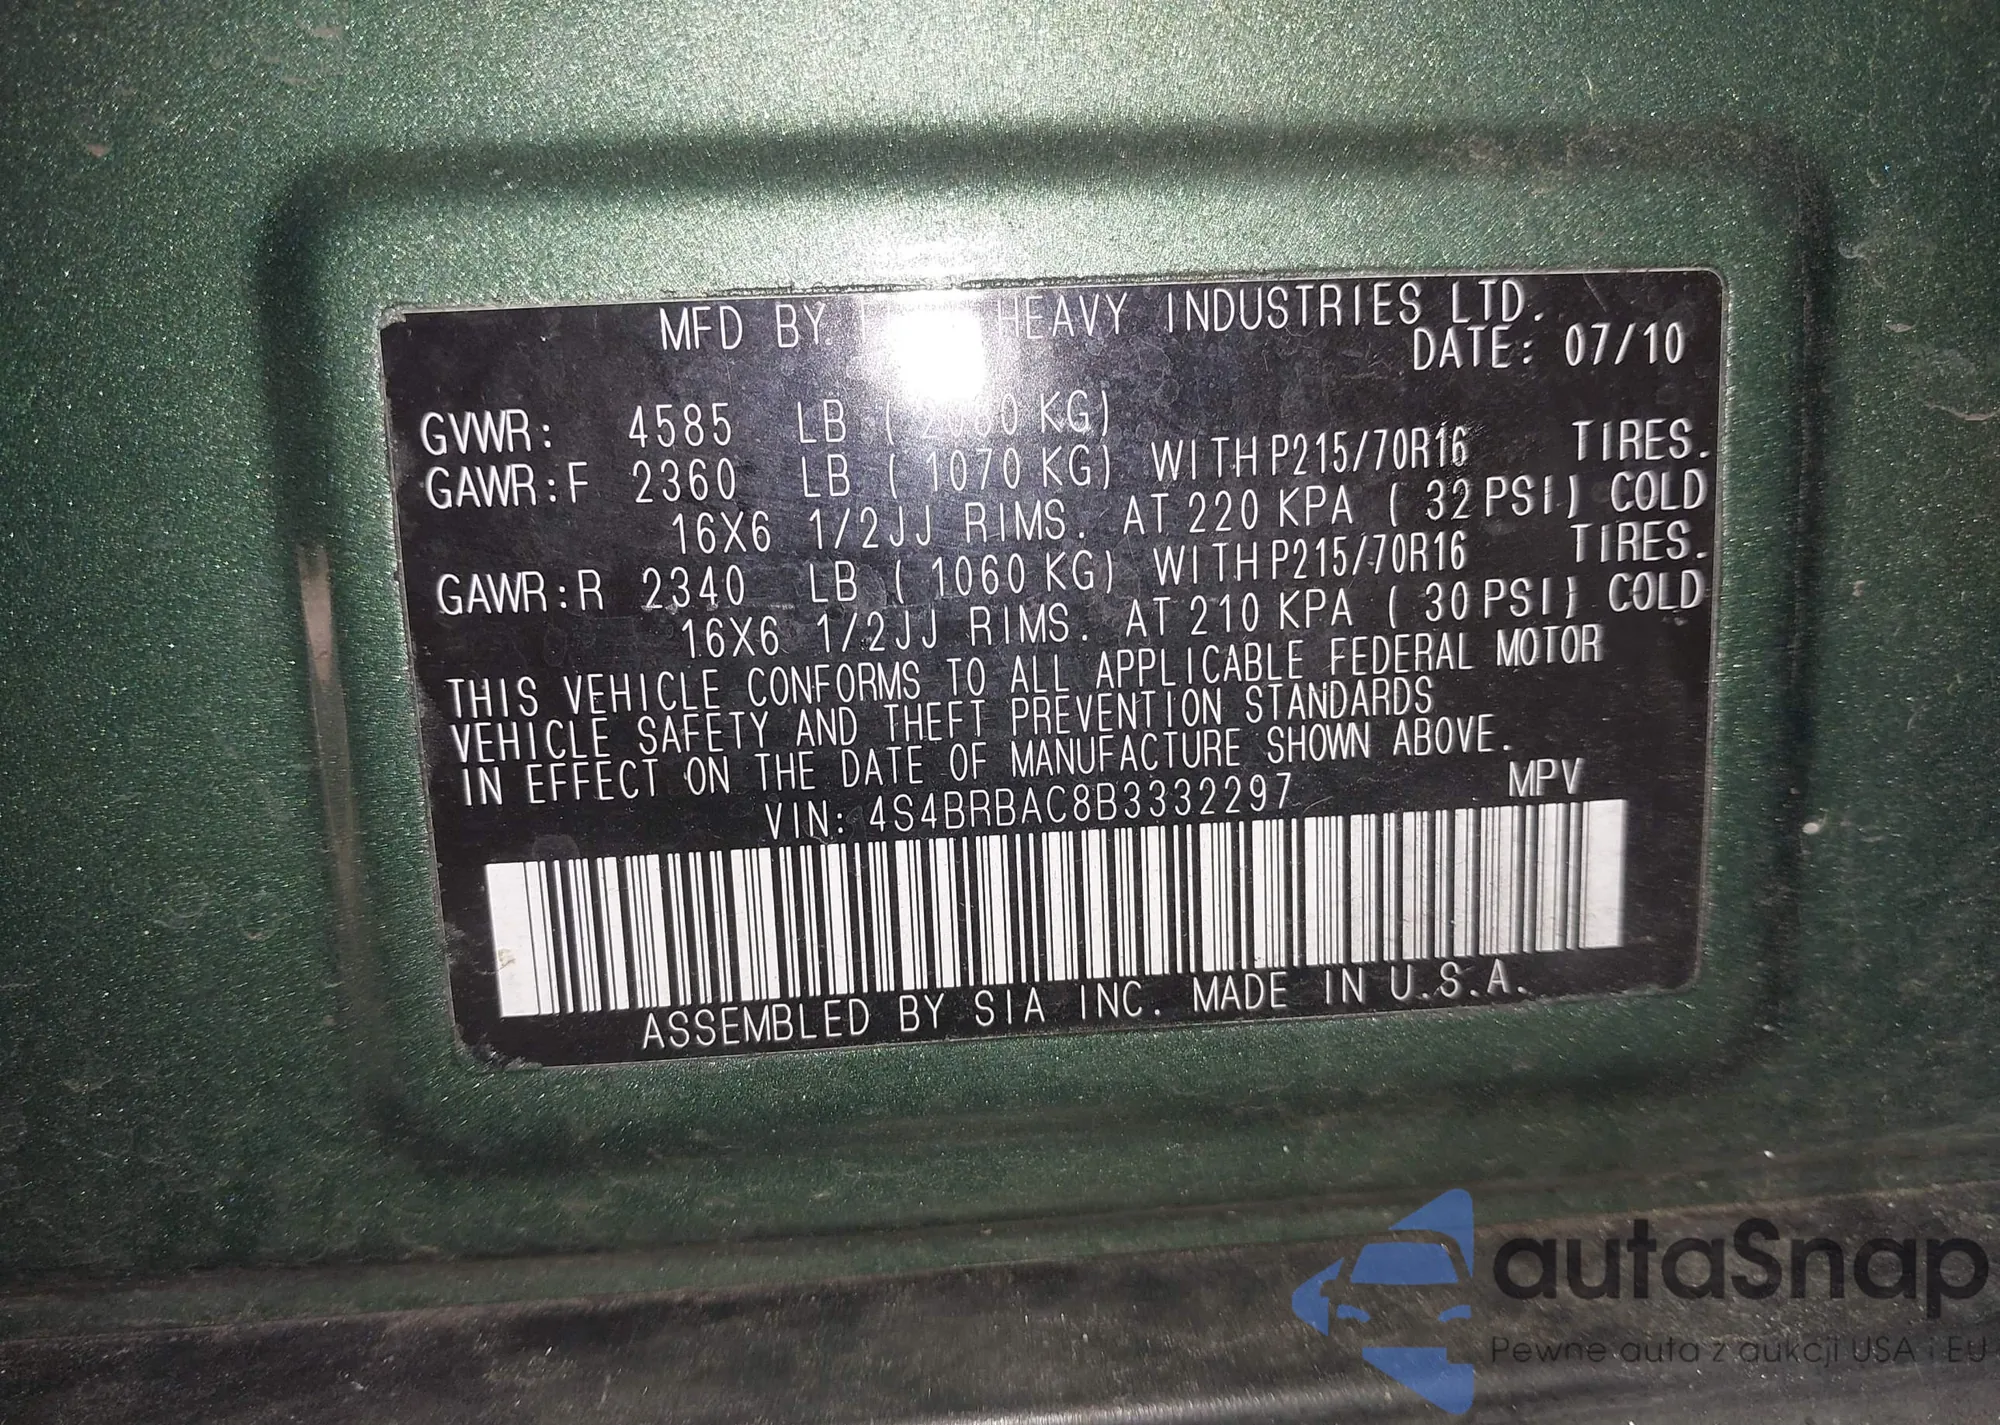 MFD BY HEAVY INDUSTRIES LTD.
DATE: 07/10
GVWR: 4585 LB ( KG)
GAWR:F 2360 LB ( 1070 KG) WITH P215/70R16 TIRES.
16X6 1/2JJ RIMS. AT 220 KPA ( 32 PSI) COLD
GAWR:R 2340 LB ( 1060 KG) WITH P215/70R16 TIRES.
16X6 1/2JJ RIMS. AT 210 KPA ( 30 PSI) COLD
THIS VEHICLE CONFORMS TO ALL APPLICABLE FEDERAL MOTOR
VEHICLE SAFETY AND THEFT PREVENTION STANDARDS
IN EFFECT ON THE DATE OF MANUFACTURE SHOWN ABOVE.
VIN: 4S4BRBAC8B3332297 MPV
ASSEMBLED BY SIA INC. MADE IN U.S.A.
autaSnap
Pewne auta z aukcji USA i EU